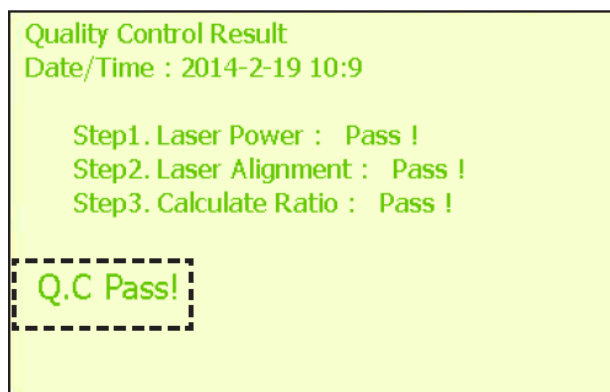 Quality Control Result
Date/Time : 2014-2-19 10:9
Step1. Laser Power : Pass !
Step2. Laser Alignment : Pass !
Step3. Calculate Ratio : Pass !
Q.C Pass!